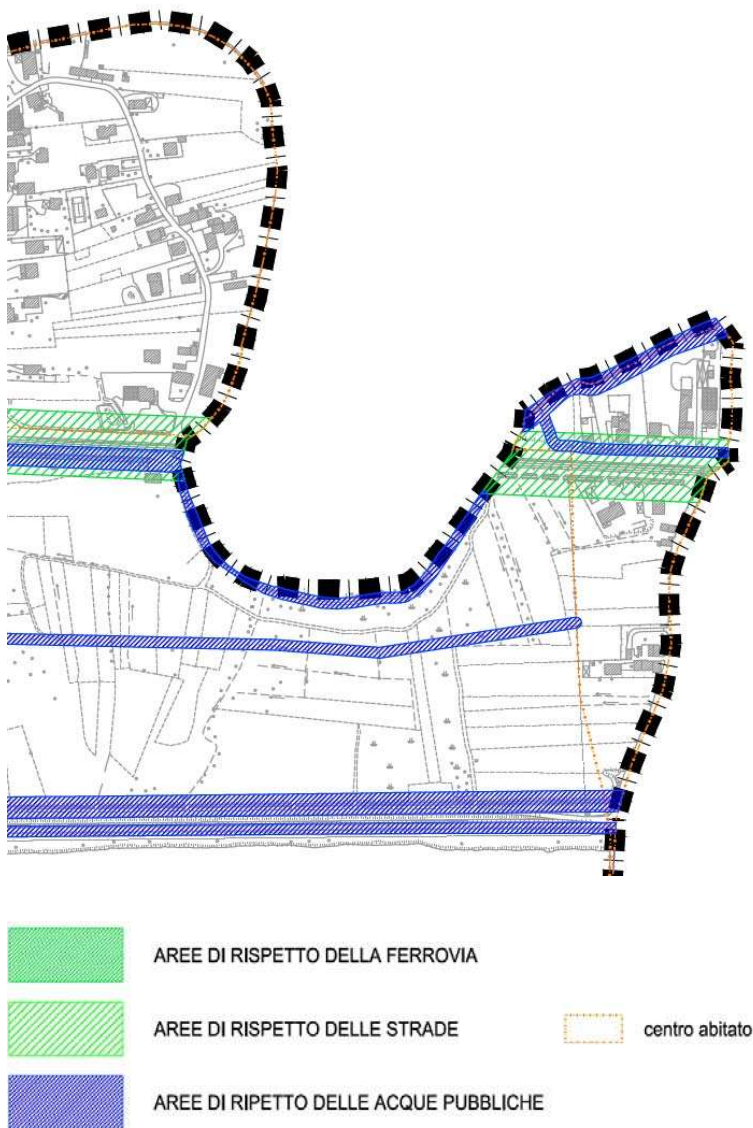 AREE DI RISPETTO DELLA FERROVIA
AREE DI RISPETTO DELLE STRADE
centro abitato
AREE DI RIPETTO DELLE ACQUE PUBBLICHE